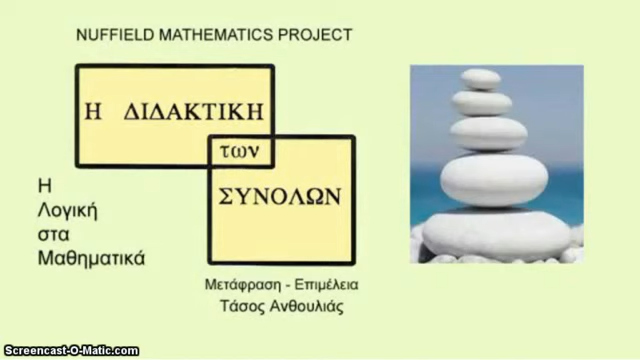 NUFFIELD MATHEMATICS PROJECT
Η ΔΙΔΑΚΤΙΚΗ
των
ΣΥΝΟΛΩΝ
Η
Λογική
στα
Μαθηματικά
Μετάφραση - Επιμέλεια
Τάσος Ανθουλιάς
Screencast-O-Matic.com